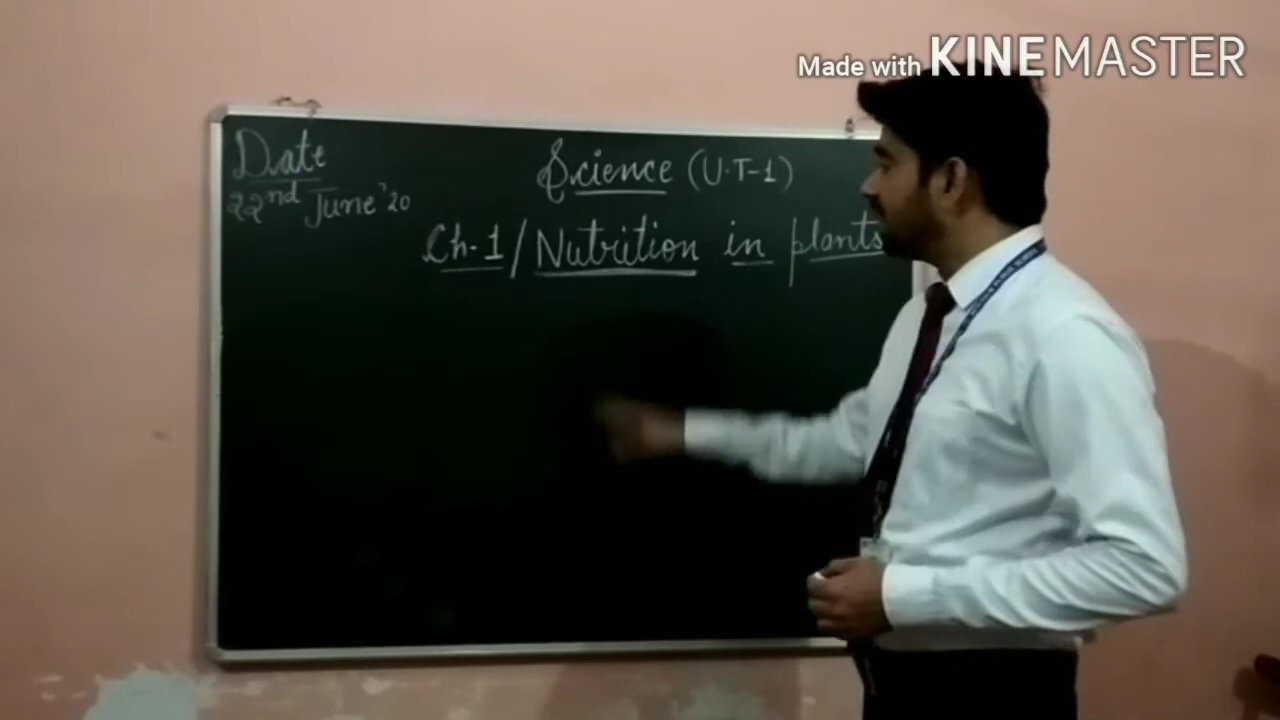 Made with KINEMASTER
Date
22nd June '20
Science (U.T-1)
Ch-1/Nutrition in plants